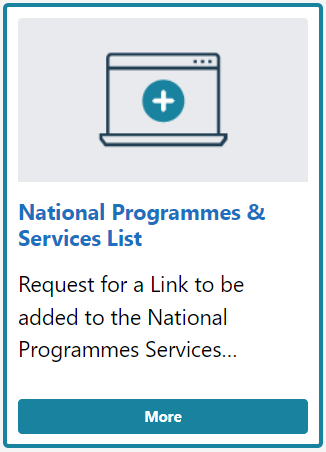 National Programmes &
Services List
Request for a Link to be
added to the National
Programmes Services...
More